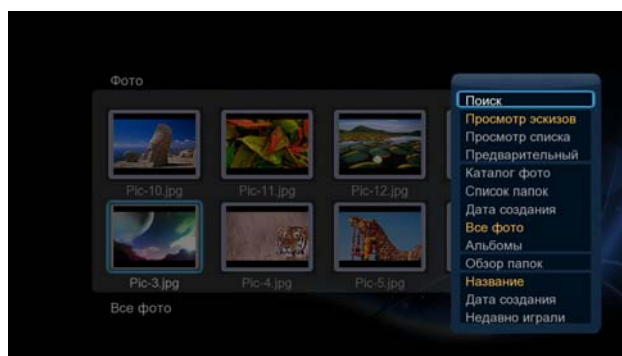 Фото
Pic-10.jpg Pic-11.jpg Pic-12.jpg
Pic-3.jpg Pic-4.jpg Pic-5.jpg
Все фото
Поиск
Просмотр эскизов
Просмотр списка
Предварительный
Каталог фото
Список папок
Дата создания
Все фото
Альбомы
Обзор папок
Название
Дата создания
Недавно играли